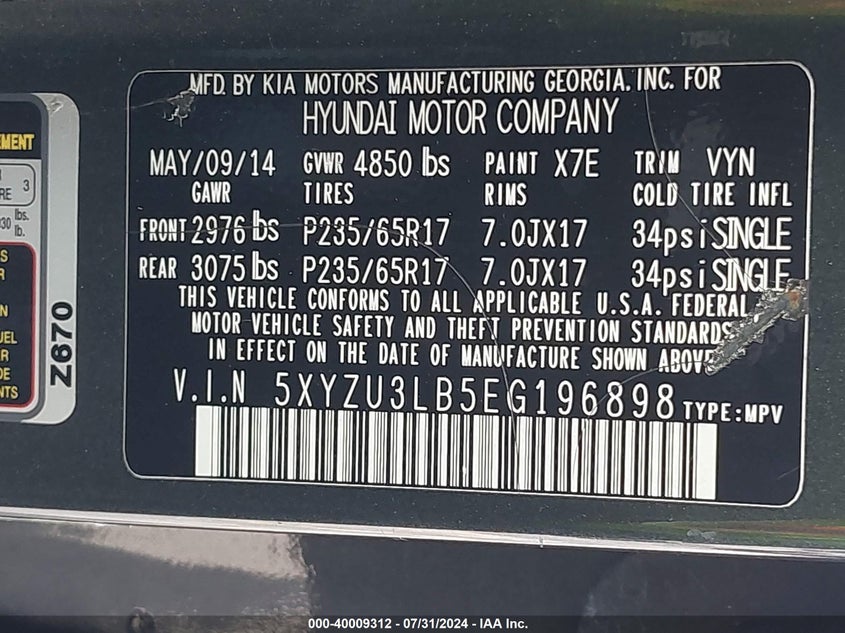 MFD. BY KIA MOTORS MANUFACTURING GEORGIA. INC. FOR
HYUNDAI MOTOR COMPANY
MAY/09/14 GVWR 4850 lbs PAINT X7E TRIM VYN
GAWR TIRES RIMS COLD TIRE INFL
FRONT 2976 lbs P235/65R17 7.0JX17 34psi SINGLE
REAR 3075 lbs P235/65R17 7.0JX17 34psi SINGLE
THIS VEHICLE CONFORMS TO ALL APPLICABLE U.S.A. FEDERAL
MOTOR VEHICLE SAFETY AND THEFT PREVENTION STANDARDS
IN EFFECT ON THE DATE OF MANUFACTURE SHOWN ABOVE
V.I.N 5XYZU3LB5EG196898 TYPE:MPV
Z670
3
lbs.
lb.
000-40009312 - 07/31/2024 - IAA Inc.